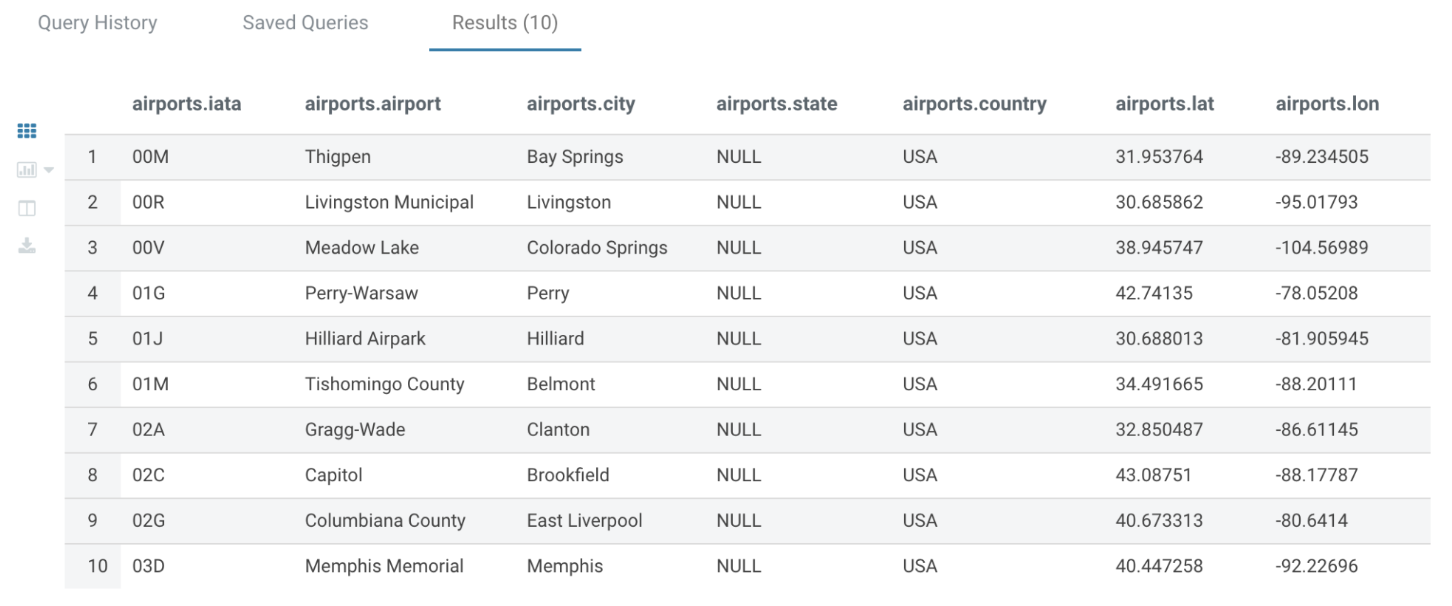 Query History Saved Queries Results (10)
airports.iata airports.airport airports.city airports.state airports.country airports.lat airports.lon
1 00M Thigpen Bay Springs NULL USA 31.953764 -89.234505
2 00R Livingston Municipal Livingston NULL USA 30.685862 -95.01793
3 00V Meadow Lake Colorado Springs NULL USA 38.945747 -104.56989
4 01G Perry-Warsaw Perry NULL USA 42.74135 -78.05208
5 01J Hilliard Airpark Hilliard NULL USA 30.688013 -81.905945
6 01M Tishomingo County Belmont NULL USA 34.491665 -88.20111
7 02A Gragg-Wade Clanton NULL USA 32.850487 -86.61145
8 02C Capitol Brookfield NULL USA 43.08751 -88.17787
9 02G Columbiana County East Liverpool NULL USA 40.673313 -80.6414
10 03D Memphis Memorial Memphis NULL USA 40.447258 -92.22696